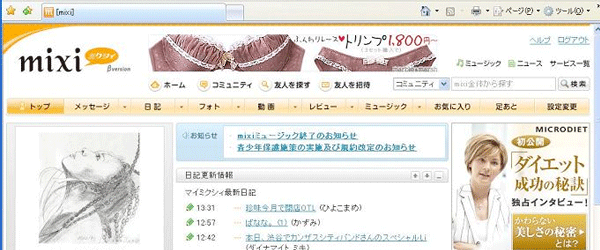 [mixi]
ページ(P)
ツール(O)
mixi
ミクシィ
βversion
ふんわりレース♥トリンプ1,800円~
ヘルプ ログアウト
ミュージック ニュース サービス一覧
ホーム コミュニティ 友人を探す 友人を招待 コミュニティ mixi全体から探す 検索
トップ メッセージ 日記 フォト 動画 レビュー ミュージック お気に入り 足あと 設定変更
お知らせ
mixiミュージック終了のお知らせ
青少年保護施策の実施及び規約改定のお知らせ
日記更新情報
マイミクシィ最新日記
13:31 珍味今月で閉店OTL (ひよこまめ)
12:57 ばなな。 (1) (かずみ)
12:42 本日、渋谷でカンザスシティバンドさんのスペシャルLi
(ダイナマイト ミキ)
MICRODIET
初公開
「ダイエット
成功の秘訣」
独占インタビュー!
かわらない
美しさの秘密
とは?